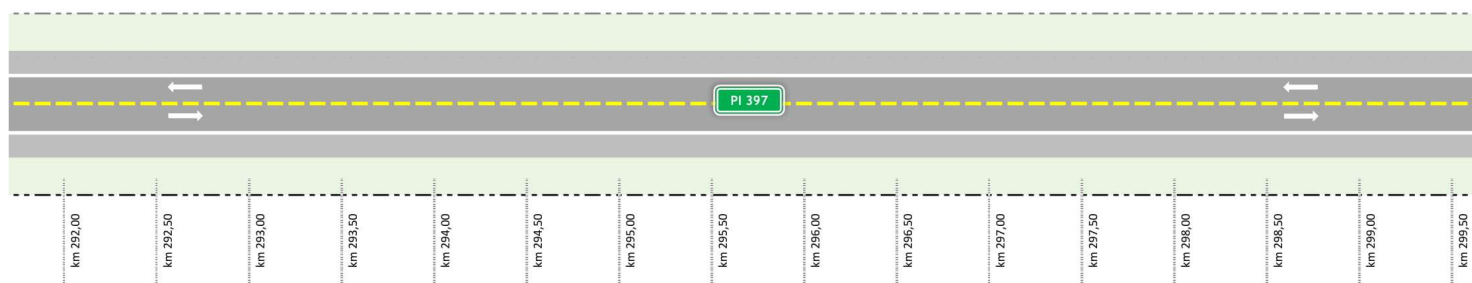 PI 397
km 292,00
km 292,50
km 293,00
km 293,50
km 294,00
km 294,50
km 295,00
km 295,50
km 296,00
km 296,50
km 297,00
km 297,50
km 298,00
km 298,50
km 299,00
km 299,50